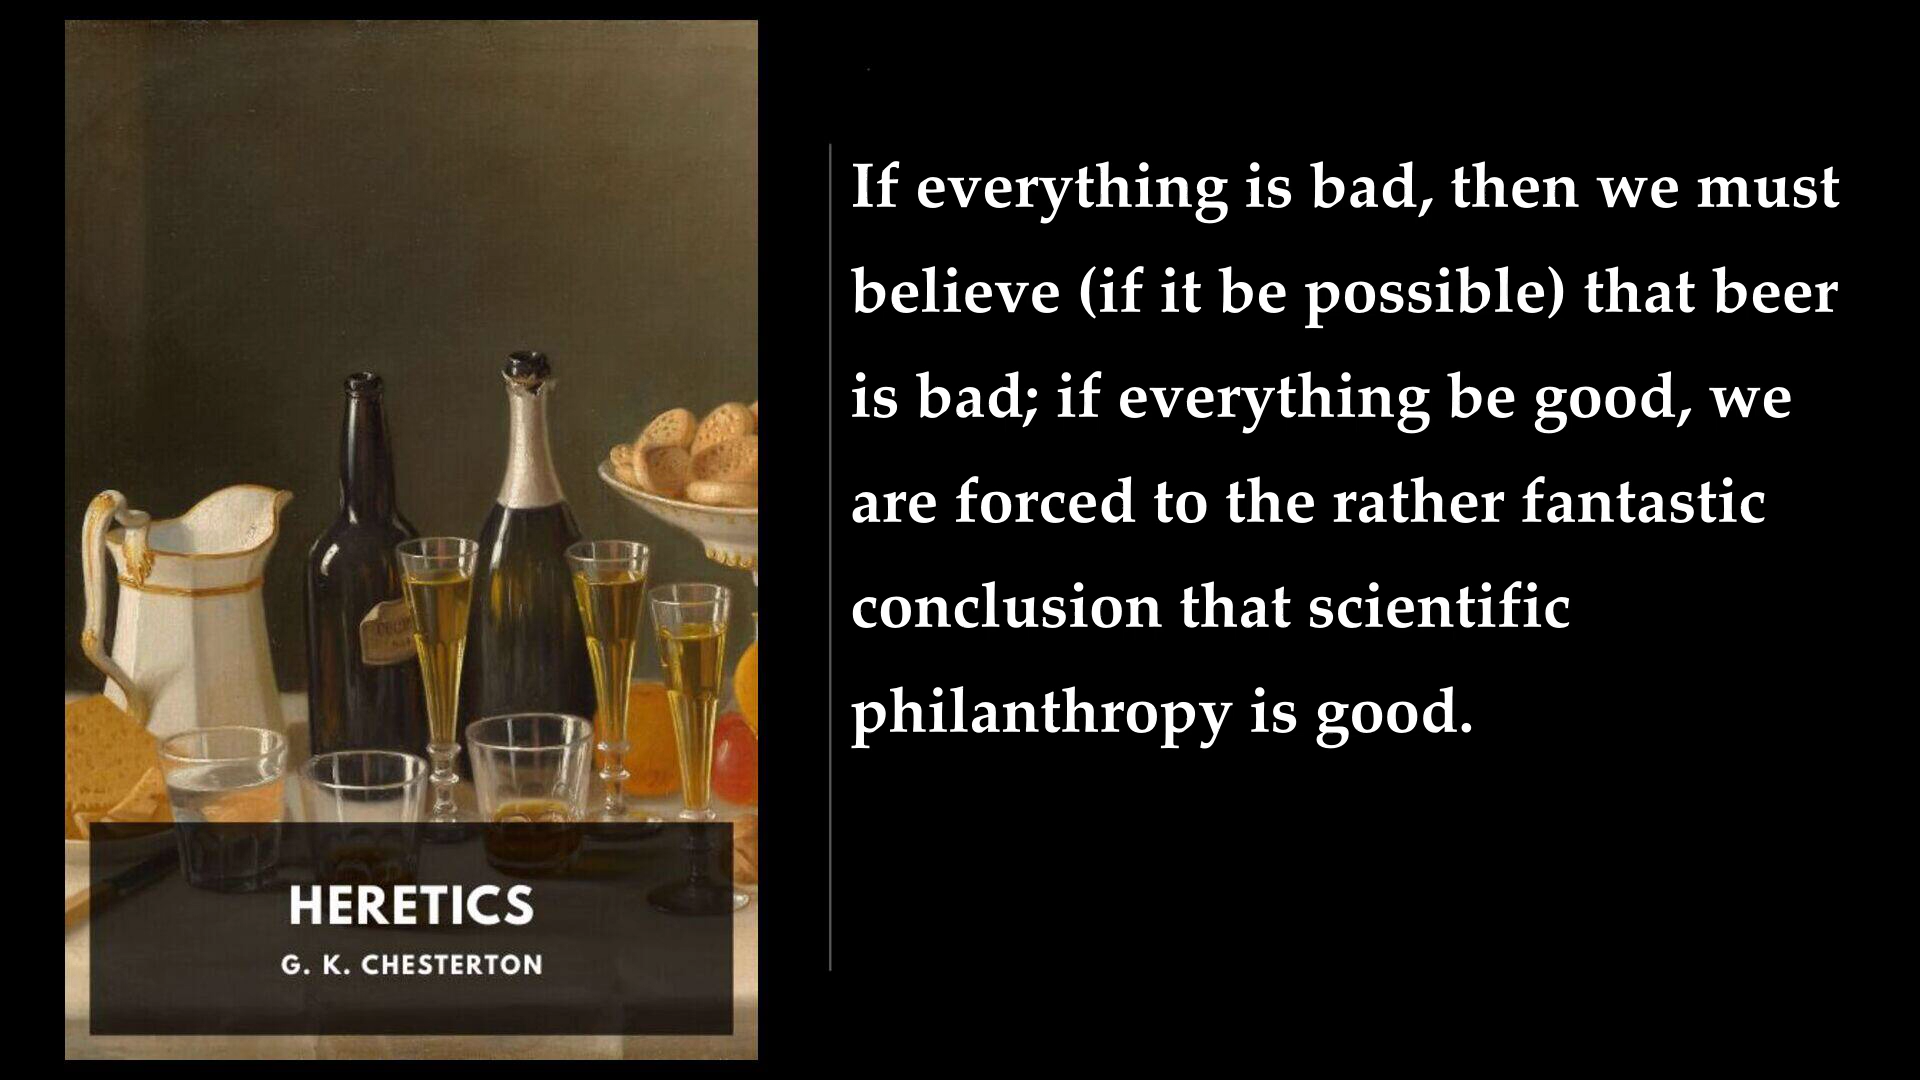 If everything is bad, then we must
believe (if it be possible) that beer
is bad; if everything be good, we
are forced to the rather fantastic
conclusion that scientific
philanthropy is good.
HERETICS
G. K. CHESTERTON